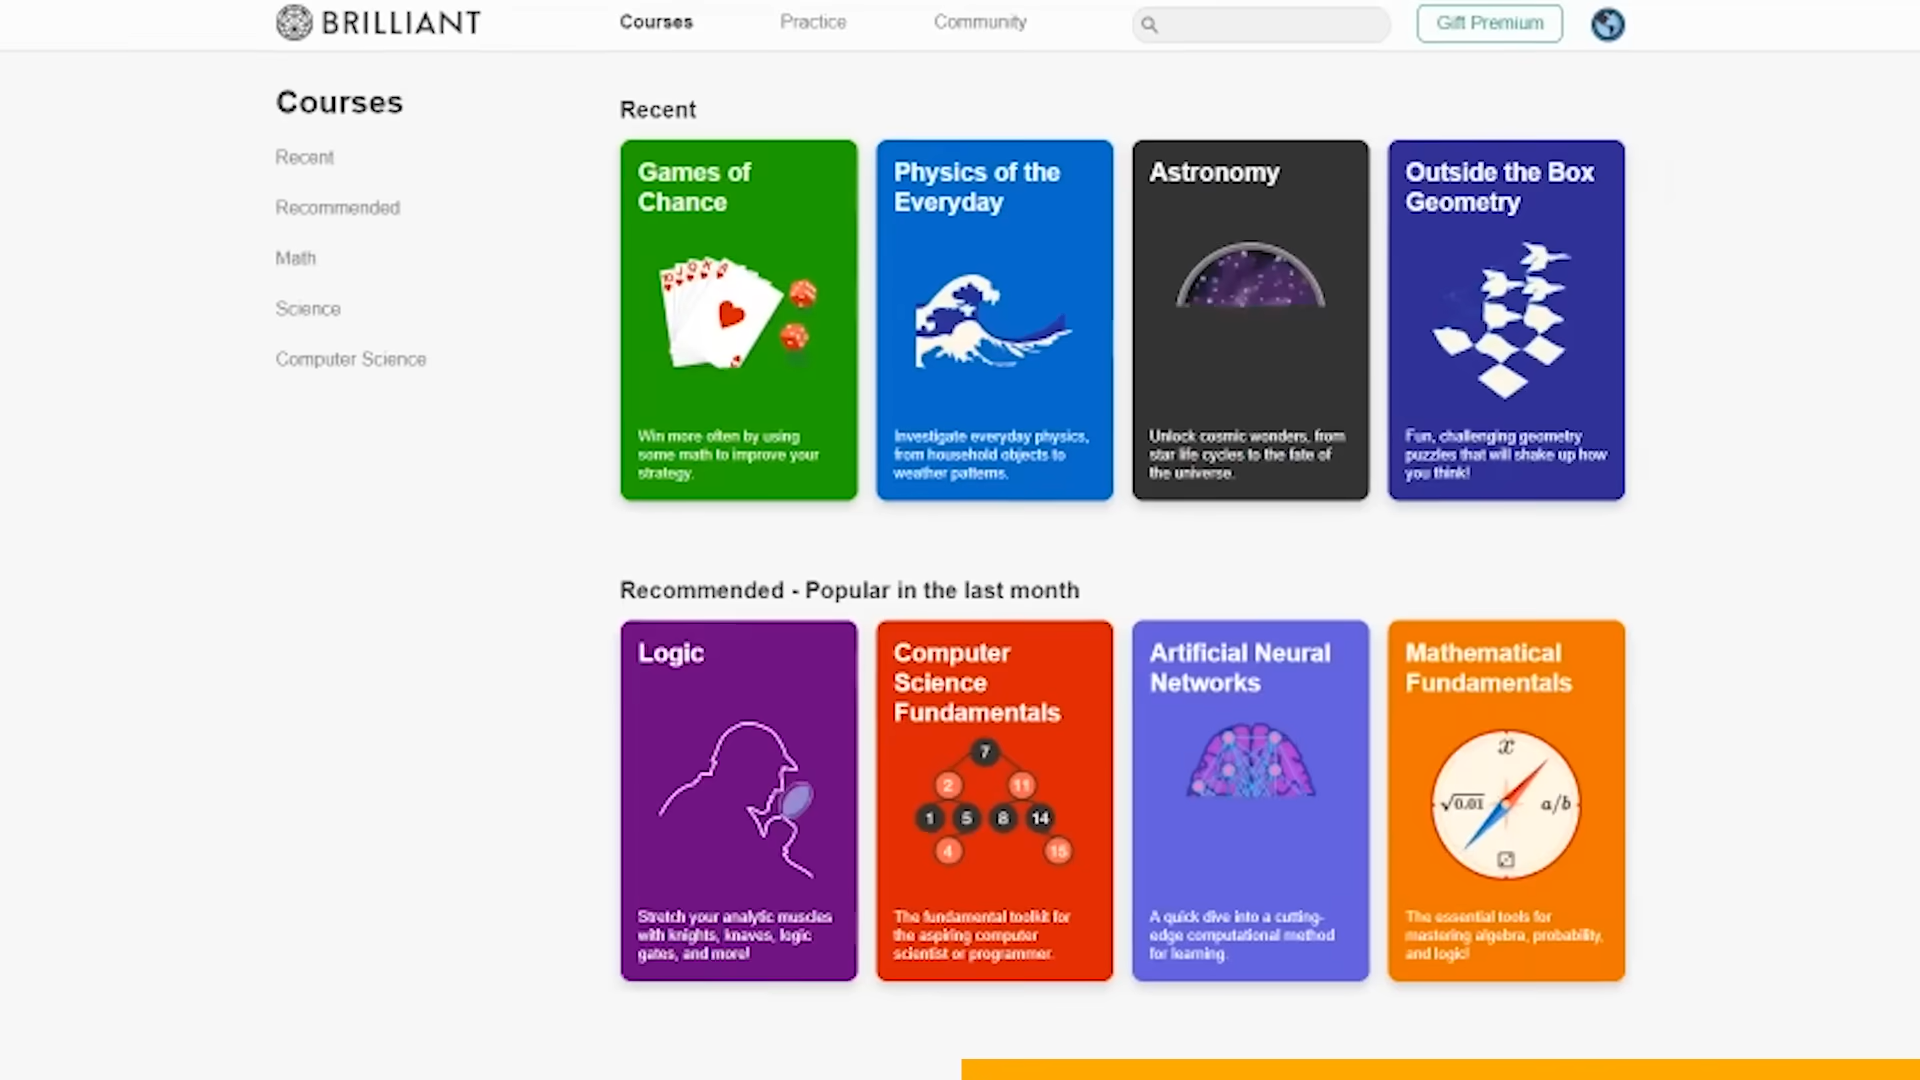 BRILLIANT
Courses
Practice
Community
Gift Premium
Courses
Recent
Recommended
Math
Science
Computer Science
Recent
Games of
Chance
Win more often by using
some math to improve your
strategy.
Physics of the
Everyday
Investigate everyday physics,
from household objects to
weather patterns.
Astronomy
Unlock cosmic wonders, from
star life cycles to the fate of
the universe.
Outside the Box
Geometry
Fun, challenging geometry
puzzles that will shake up how
you think!
Recommended - Popular in the last month
Logic
Stretch your analytic muscles
with knights, knaves, logic
gates, and more!
Computer
Science
Fundamentals
7
2 11
1 5 8 14
4 15
The fundamental toolkit for
the aspiring computer
scientist or programmer.
Artificial Neural
Networks
A quick dive into a cutting-
edge computational method
for learning.
Mathematical
Fundamentals
x
√0.01 a/b
The essential tools for
mastering algebra, probability,
and logic!